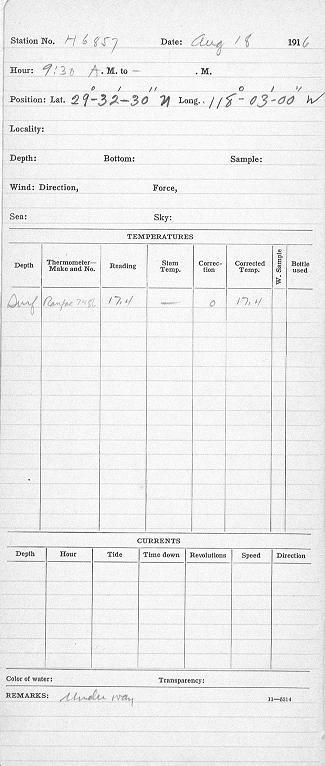 Station No. H6857 Date: Aug 18 1916
Hour: 9:30 A. M. to — . M.
Position: Lat. 29°-32'-30" N Long. 118°-03'-00" W
Locality:
Depth: Bottom: Sample:
Wind: Direction, Force,
Sea: Sky:
TEMPERATURES
Depth Thermometer—Make and No. Reading Stem Temp. Correction Corrected Temp. W. Sample Bottle used
Surf 17.4 — 0 17.4
CURRENTS
Depth Hour Tide Time down Revolutions Speed Direction
Color of water: Transparency:
REMARKS: Under way 11—5514